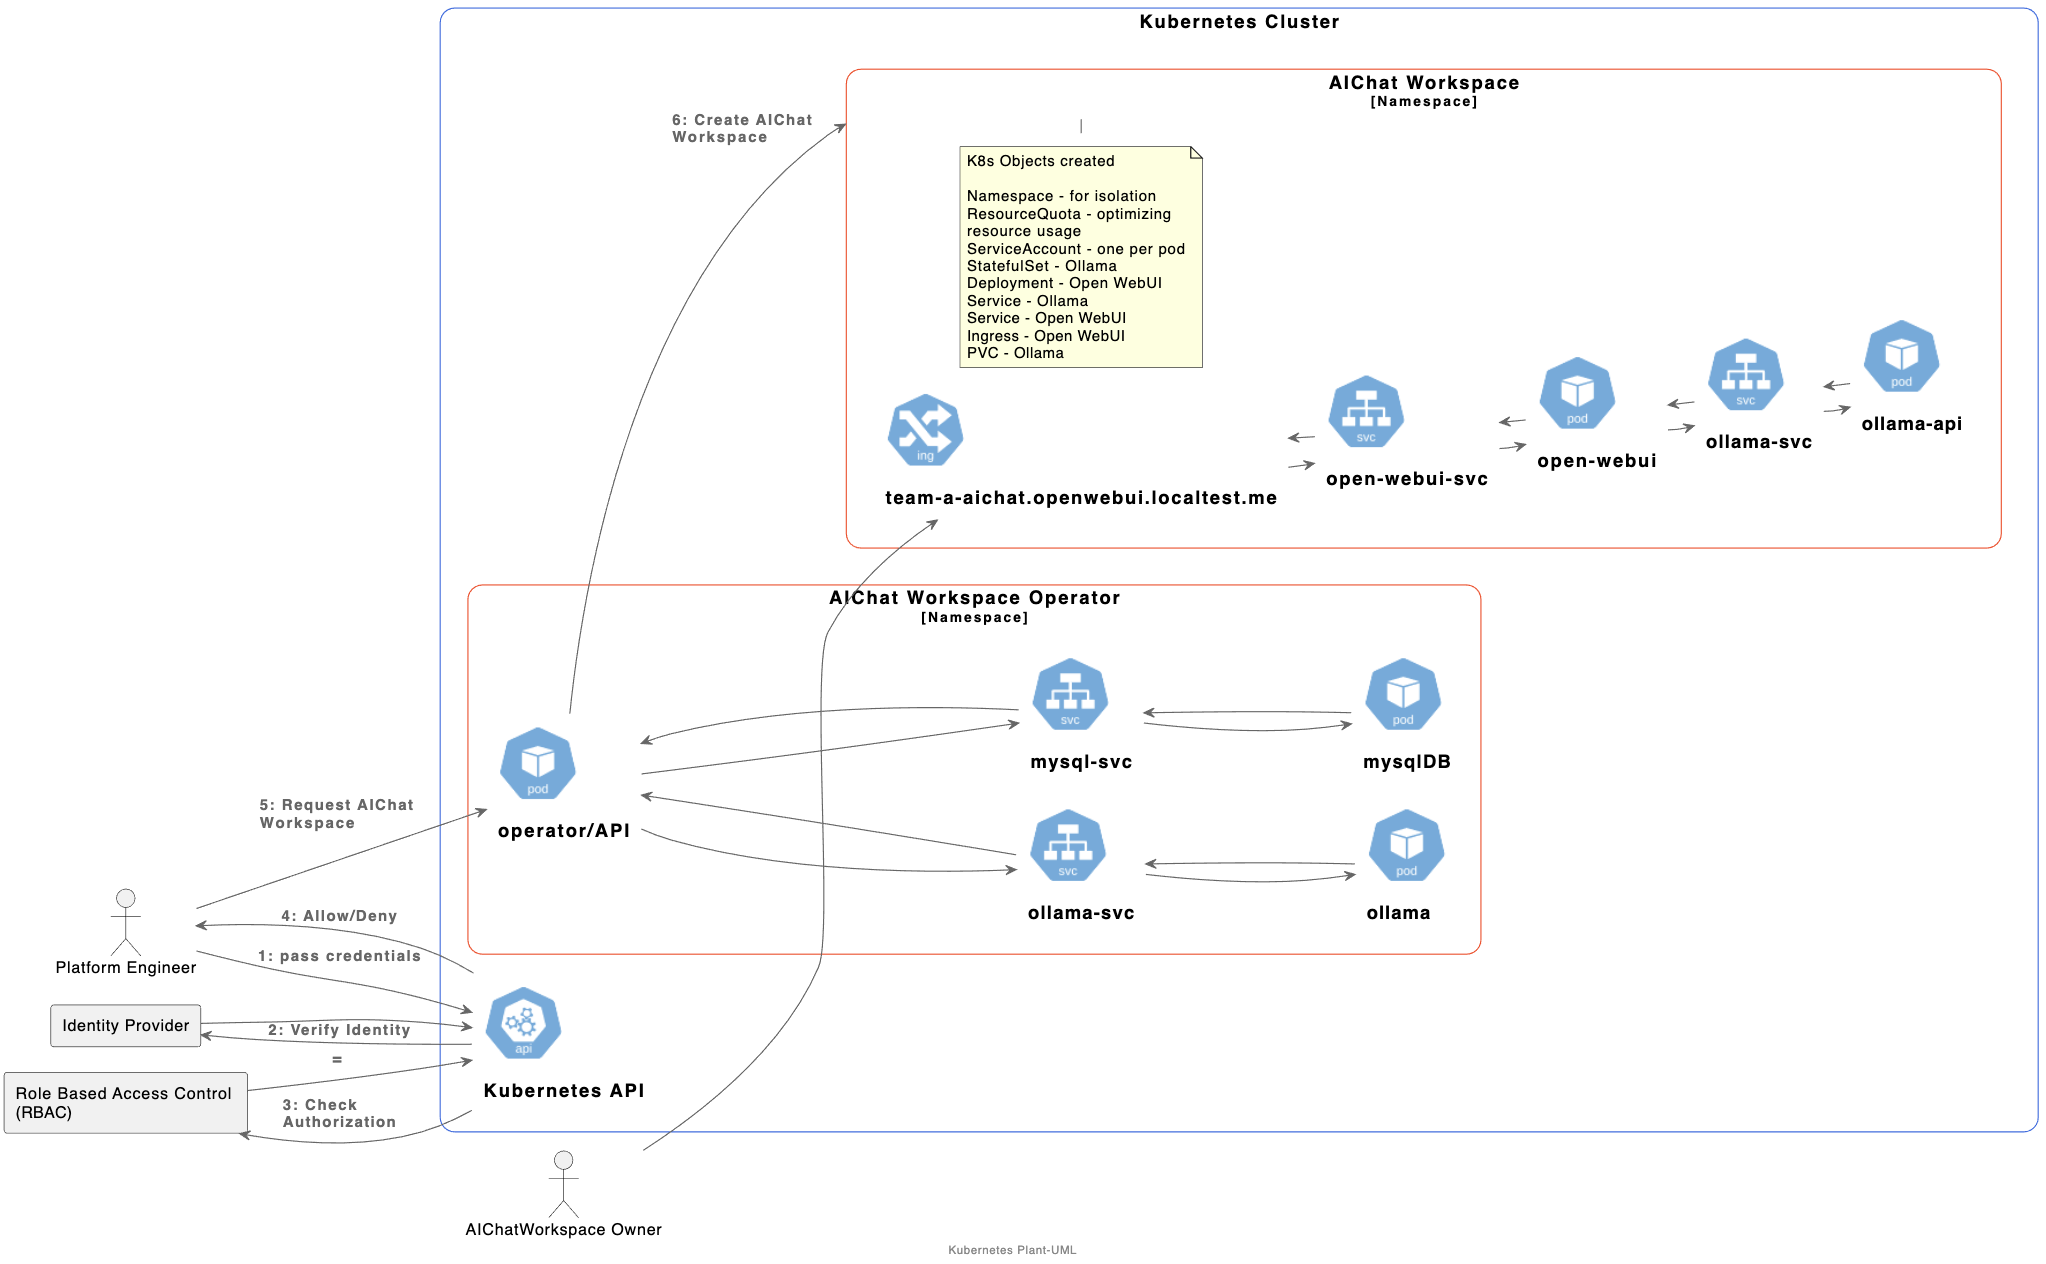 Kubernetes Cluster
AIChat Workspace
[Namespace]
6: Create AIChat
Workspace
K8s Objects created
Namespace - for isolation
ResourceQuota - optimizing
resource usage
ServiceAccount - one per pod
StatefulSet - Ollama
Deployment - Open WebUI
Service - Ollama
Service - Open WebUI
Ingress - Open WebUI
PVC - Ollama
ing
team-a-aichat.openwebui.localtest.me
svc
open-webui-svc
pod
open-webui
svc
ollama-svc
pod
ollama-api
AIChat Workspace Operator
[Namespace]
pod
operator/API
svc
mysql-svc
pod
mysqlDB
svc
ollama-svc
pod
ollama
5: Request AIChat
Workspace
4: Allow/Deny
1: pass credentials
Platform Engineer
Identity Provider
2: Verify Identity
=
Role Based Access Control
(RBAC)
3: Check
Authorization
api
Kubernetes API
AIChatWorkspace Owner
Kubernetes Plant-UML